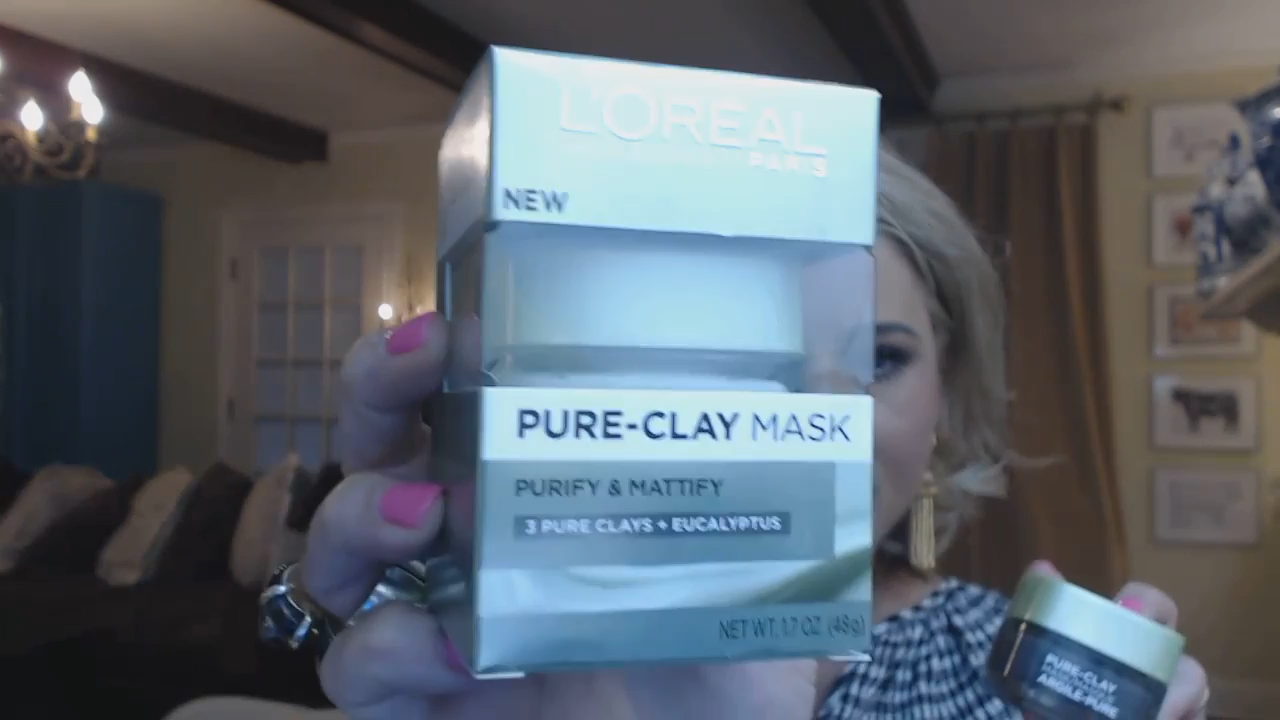 L'ORÉAL
PARIS
NEW
PURE-CLAY MASK
PURIFY & MATTIFY
3 PURE CLAYS + EUCALYPTUS
NET WT. 1.7 OZ. (48g)
PURE-CLAY
ARGILE-PURE